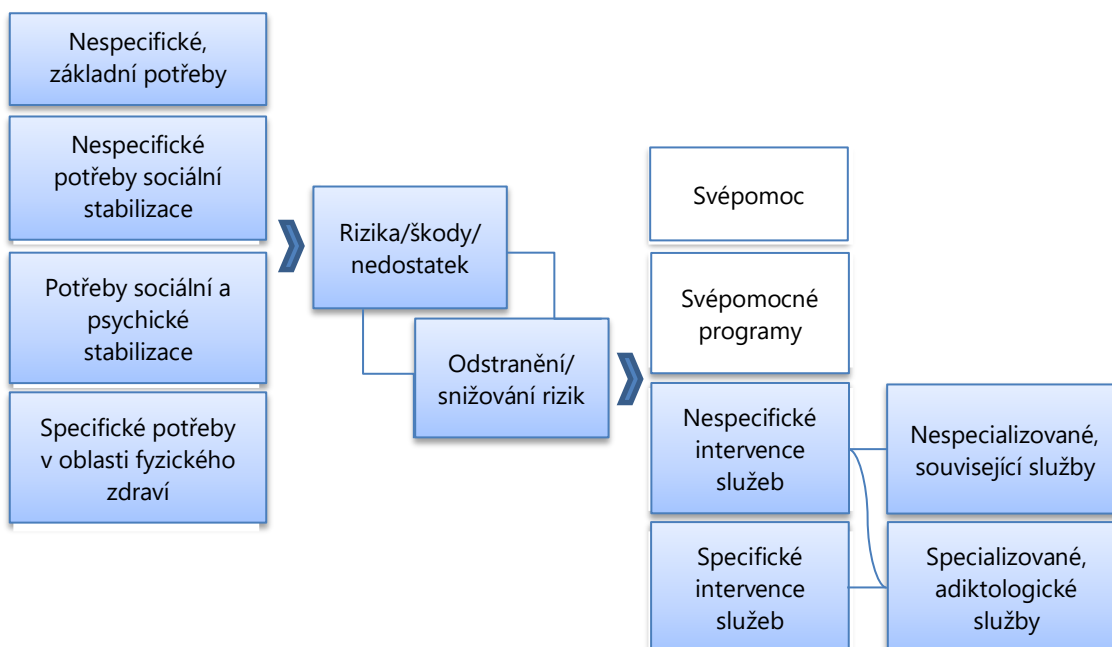 Nespecifické,
základní potřeby
Nespecifické
potřeby sociální
stabilizace
Potřeby sociální a
psychické
stabilizace
Specifické potřeby
v oblasti fyzického
zdraví
Rizika/škody/
nedostatek
Odstranění/
snižování rizik
Svépomoc
Svépomocné
programy
Nespecifické
intervence
služeb
Specifické
intervence
služeb
Nespecializované,
související služby
Specializované,
adiktologické
služby